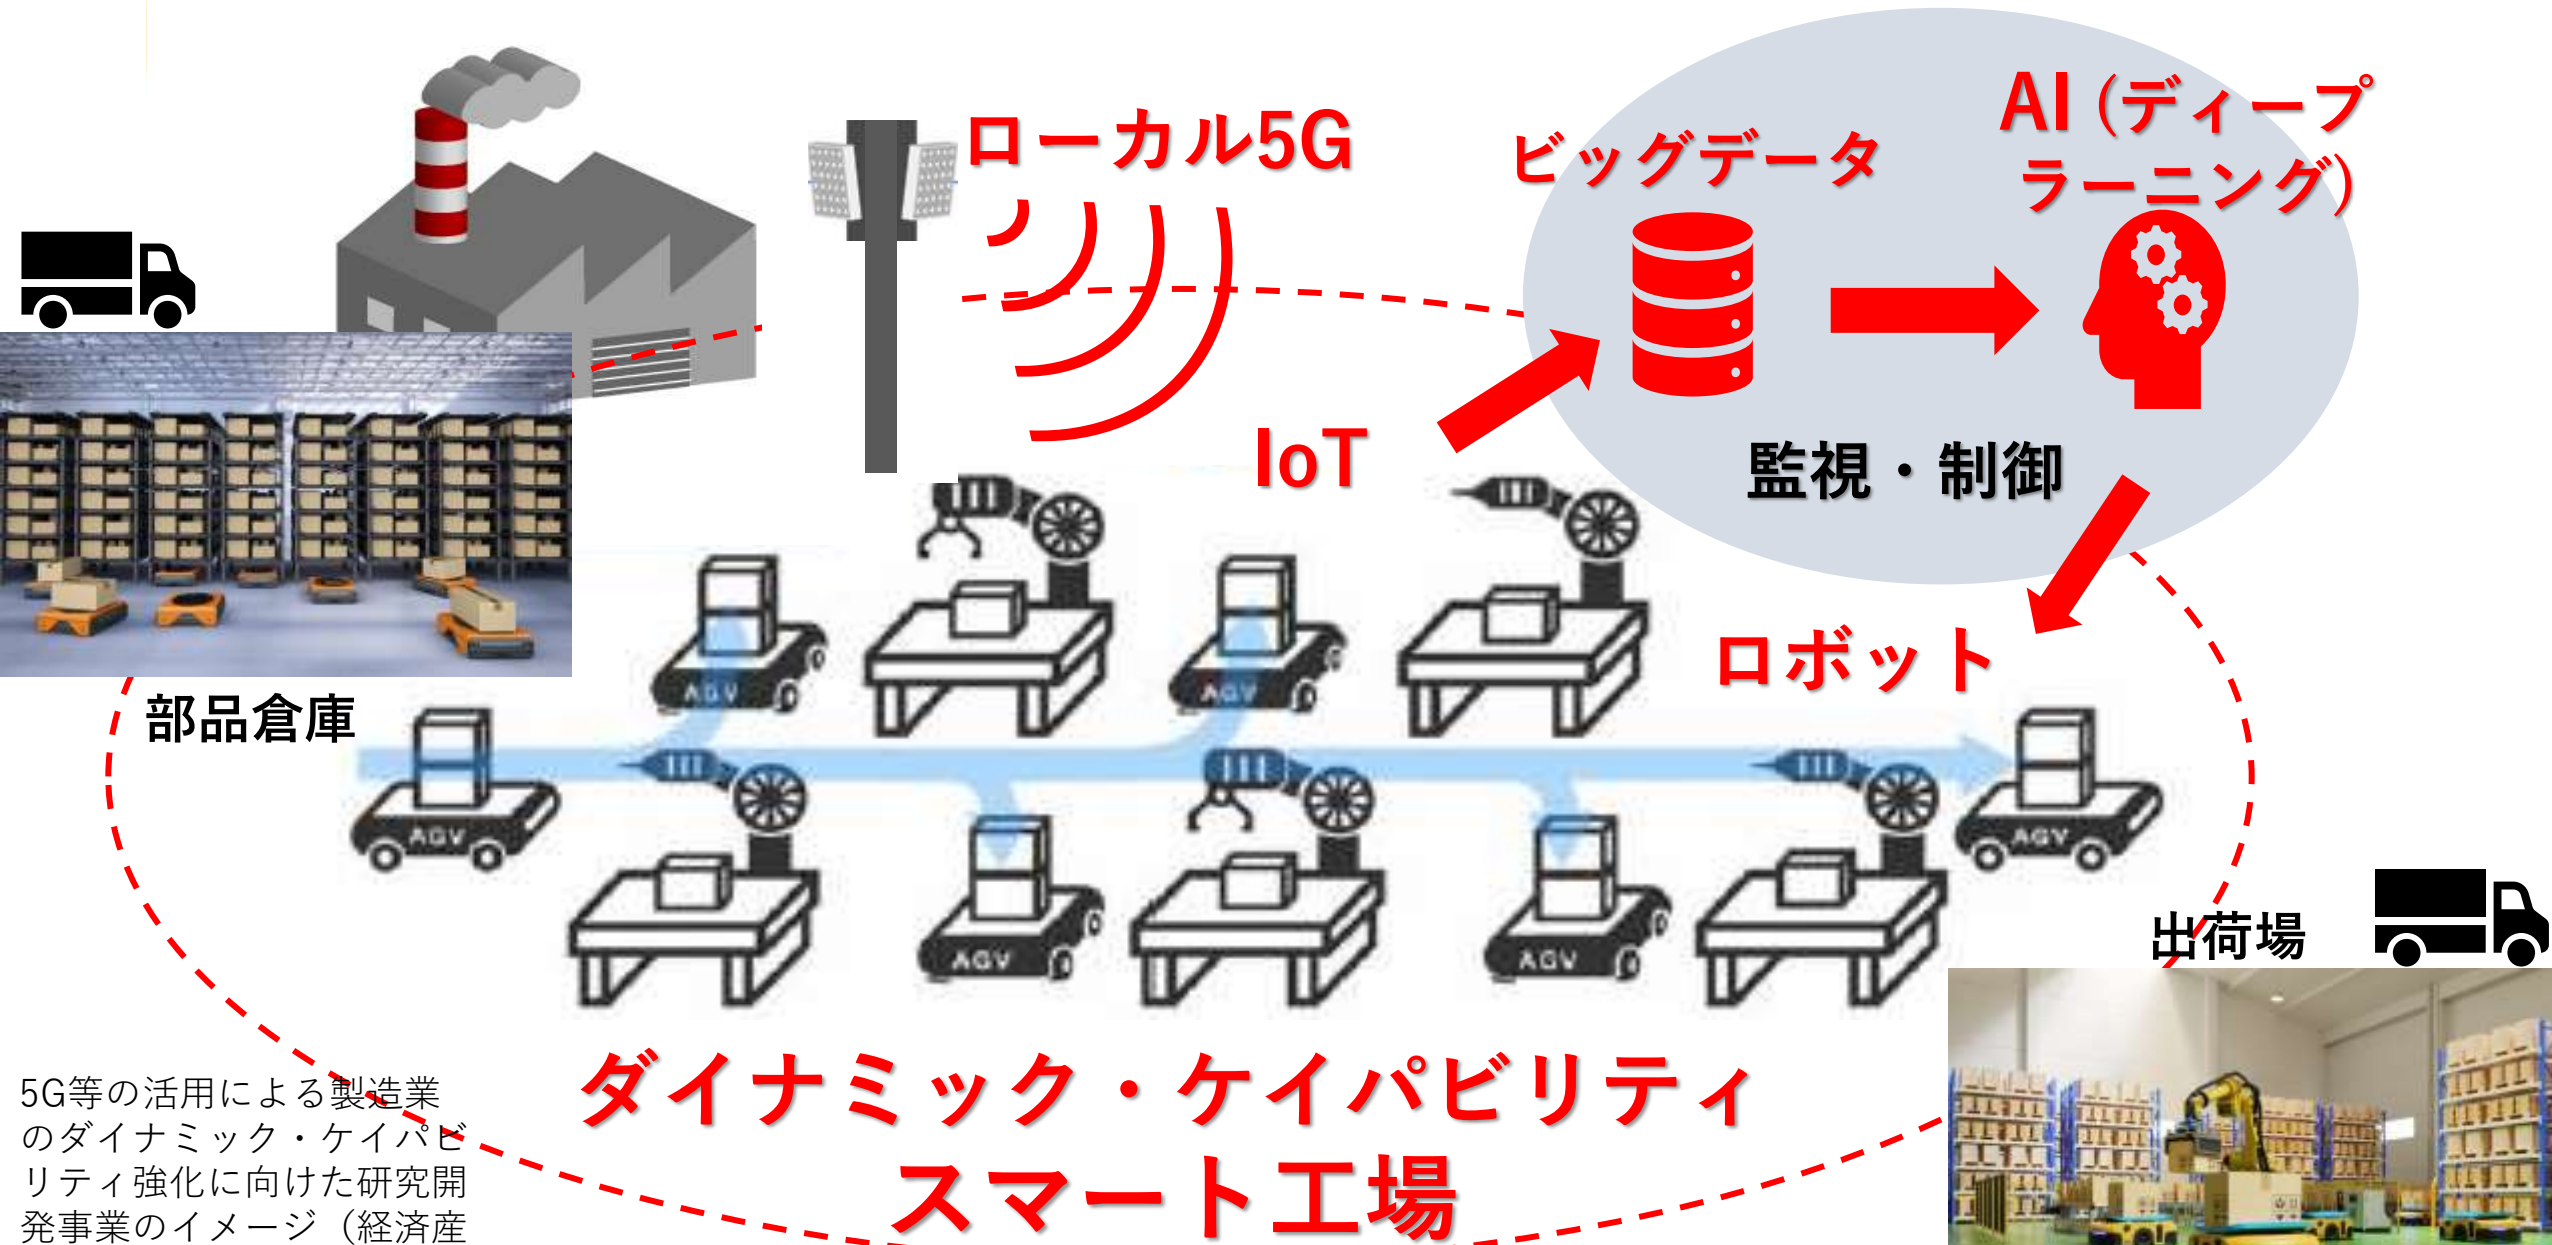 ローカル5G
ビッグデータ
AI (ディープ
ラーニング)
IoT
監視・制御
ロボット
部品倉庫
AGV
AGV
AGV
AGV
AGV
AGV
出荷場
ダイナミック・ケイパビリティ
スマート工場
5G等の活用による製造業
のダイナミック・ケイパビ
リティ強化に向けた研究開
発事業のイメージ（経済産